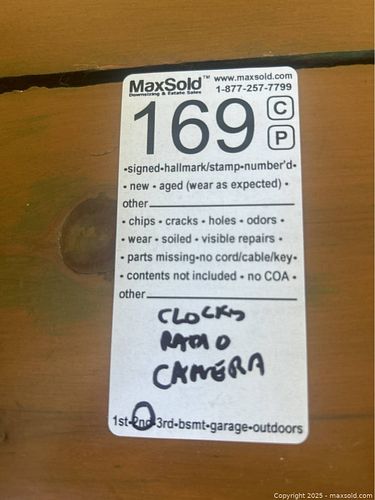 MaxSold™ www.maxsold.com
Downsizing & Estate Sales 1-877-257-7799
169 C
P
•signed•hallmark/stamp•number'd•
• new • aged (wear as expected) •
other
• chips • cracks • holes • odors •
• wear • soiled • visible repairs •
• parts missing•no cord/cable/key•
• contents not included • no COA •
other
CLOCKS
RADIO
CAMERA
1st•2nd•3rd•bsmt•garage•outdoors
Copyright 2025 - maxsold.com